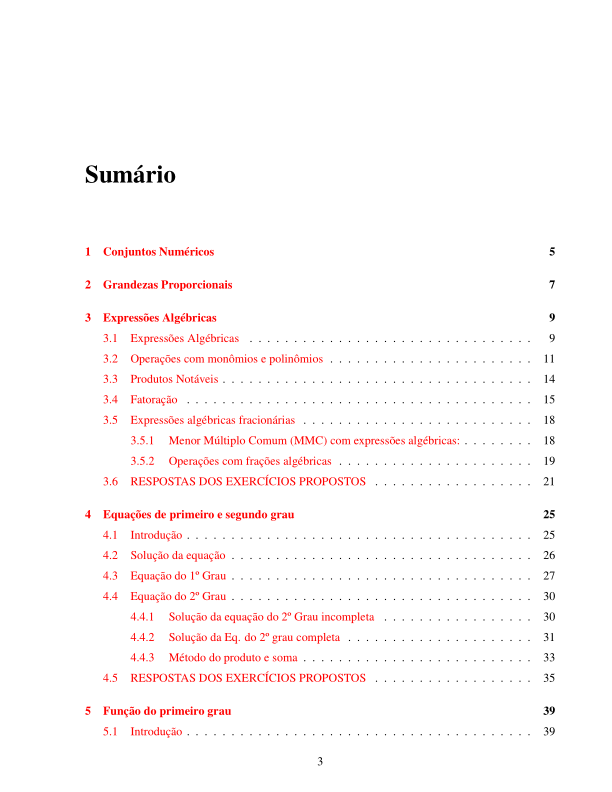 Sumário
1 Conjuntos Numéricos 5
2 Grandezas Proporcionais 7
3 Expressões Algébricas 9
3.1 Expressões Algébricas . . . . . . . . . . . . . . . . . . . . . . . . . . . . . . . . 9
3.2 Operações com monômios e polinômios . . . . . . . . . . . . . . . . . . . . . . . 11
3.3 Produtos Notáveis . . . . . . . . . . . . . . . . . . . . . . . . . . . . . . . . . . . 14
3.4 Fatoração . . . . . . . . . . . . . . . . . . . . . . . . . . . . . . . . . . . . . . . 15
3.5 Expressões algébricas fracionárias . . . . . . . . . . . . . . . . . . . . . . . . . . 18
3.5.1 Menor Múltiplo Comum (MMC) com expressões algébricas: . . . . . . . . 18
3.5.2 Operações com frações algébricas . . . . . . . . . . . . . . . . . . . . . . 19
3.6 RESPOSTAS DOS EXERCÍCIOS PROPOSTOS . . . . . . . . . . . . . . . . . . 21
4 Equações de primeiro e segundo grau 25
4.1 Introdução . . . . . . . . . . . . . . . . . . . . . . . . . . . . . . . . . . . . . . . 25
4.2 Solução da equação . . . . . . . . . . . . . . . . . . . . . . . . . . . . . . . . . . 26
4.3 Equação do 1º Grau . . . . . . . . . . . . . . . . . . . . . . . . . . . . . . . . . . 27
4.4 Equação do 2º Grau . . . . . . . . . . . . . . . . . . . . . . . . . . . . . . . . . . 30
4.4.1 Solução da equação do 2º Grau incompleta . . . . . . . . . . . . . . . . . 30
4.4.2 Solução da Eq. do 2º grau completa . . . . . . . . . . . . . . . . . . . . . 31
4.4.3 Método do produto e soma . . . . . . . . . . . . . . . . . . . . . . . . . . 33
4.5 RESPOSTAS DOS EXERCÍCIOS PROPOSTOS . . . . . . . . . . . . . . . . . . 35
5 Função do primeiro grau 39
5.1 Introdução . . . . . . . . . . . . . . . . . . . . . . . . . . . . . . . . . . . . . . . 39
3